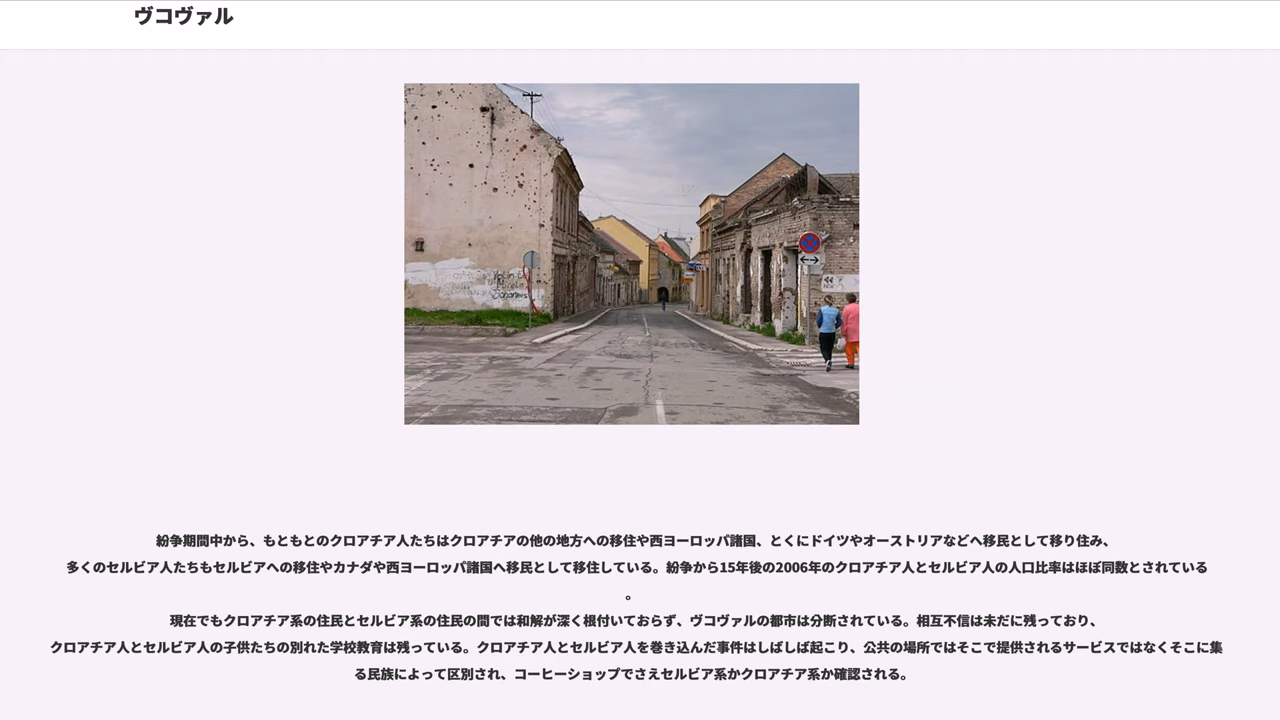 ヴコヴァル
紛争期間中から、もともとのクロアチア人たちはクロアチアの他の地方への移住や西ヨーロッパ諸国、とくにドイツやオーストリアなどへ移民として移り住み、
多くのセルビア人たちもセルビアへの移住やカナダや西ヨーロッパ諸国へ移民として移住している。紛争から15年後の2006年のクロアチア人とセルビア人の人口比率はほぼ同数とされている
。
現在でもクロアチア系の住民とセルビア系の住民の間では和解が深く根付いておらず、ヴコヴァルの都市は分断されている。相互不信は未だに残っており、
クロアチア人とセルビア人の子供たちの別れた学校教育は残っている。クロアチア人とセルビア人を巻き込んだ事件はしばしば起こり、公共の場所ではそこで提供されるサービスではなくそこに集
る民族によって区別され、コーヒーショップでさえセルビア系かクロアチア系か確認される。